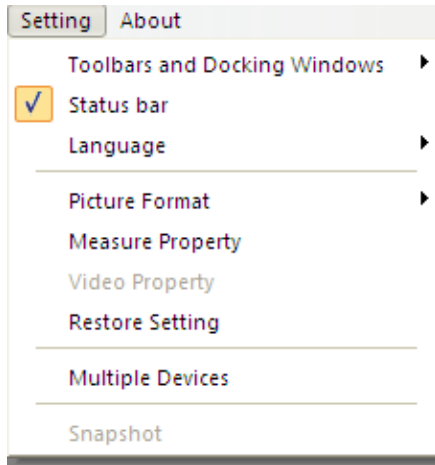 Setting About
Toolbars and Docking Windows
Status bar
Language
Picture Format
Measure Property
Video Property
Restore Setting
Multiple Devices
Snapshot